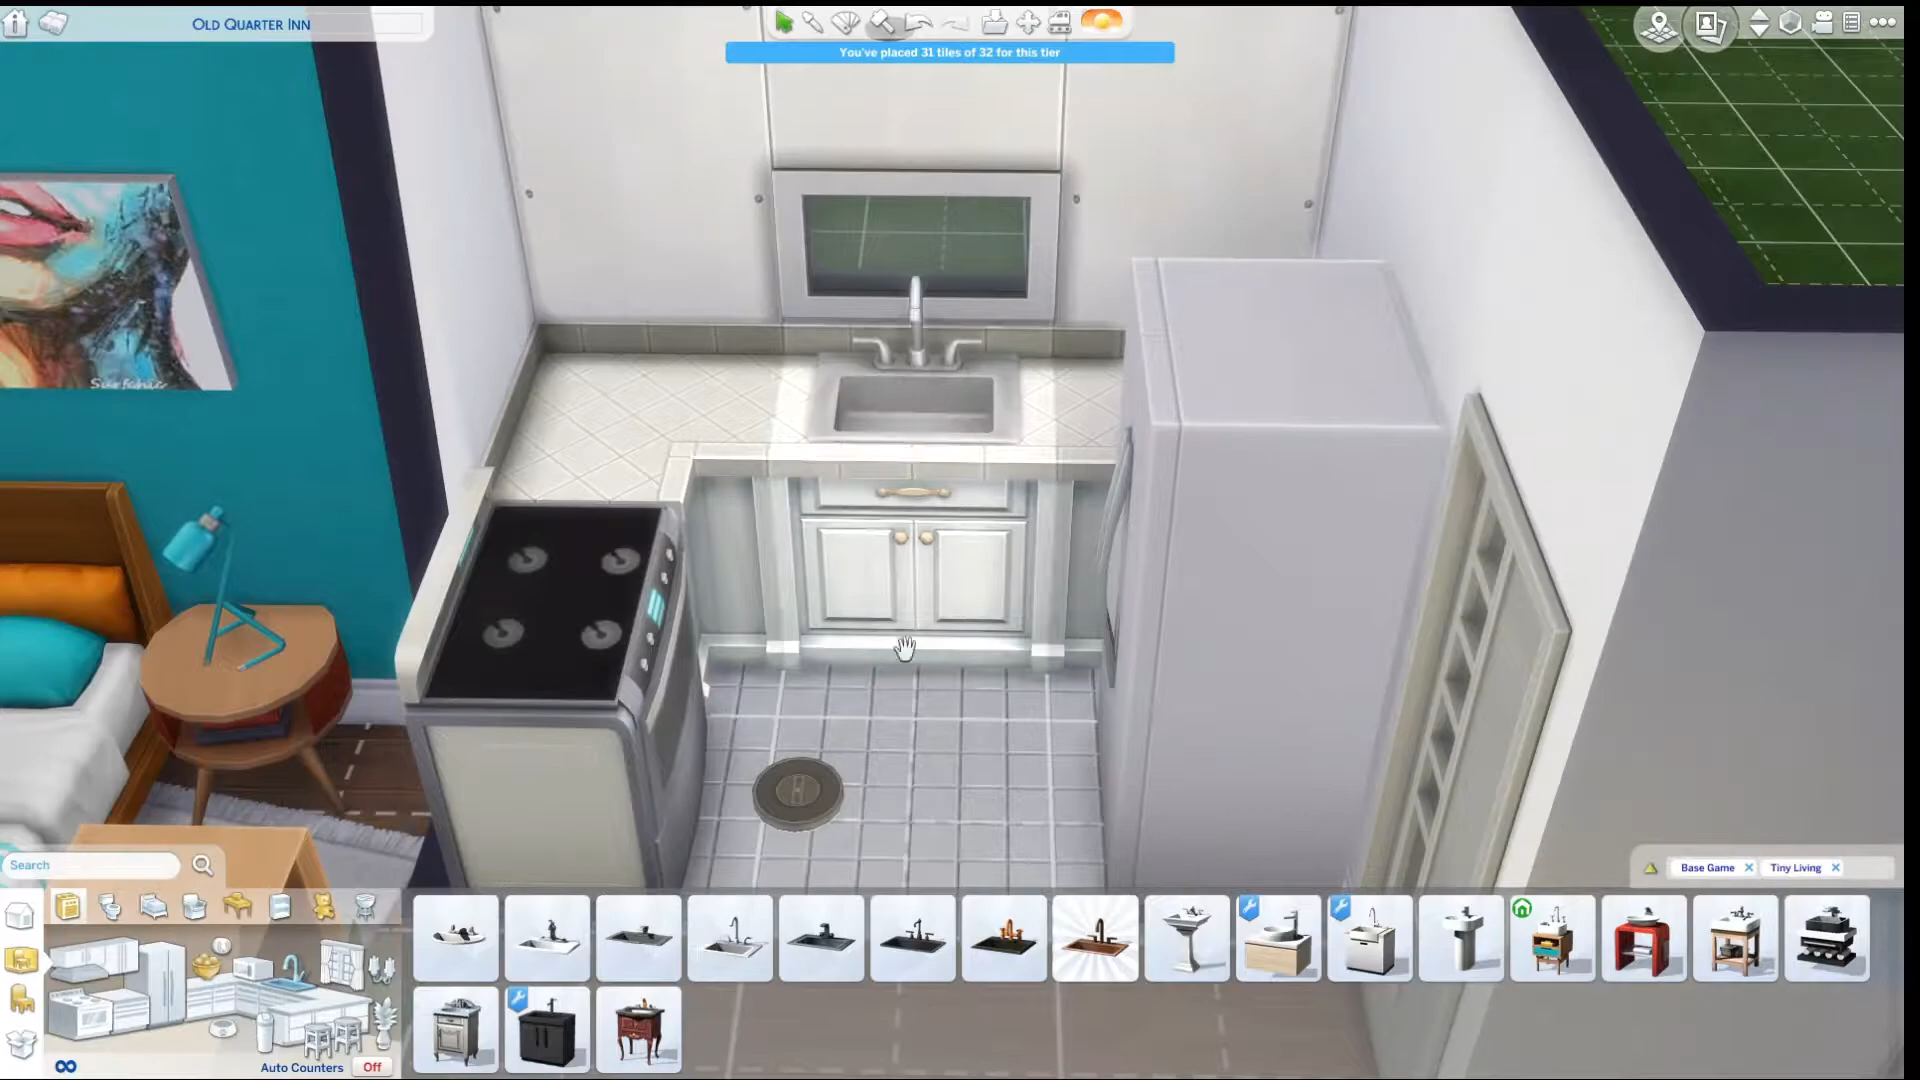 OLD QUARTER INN
You've placed 31 tiles of 32 for this tier
Search
Base Game
Tiny Living
Auto Counters
Off